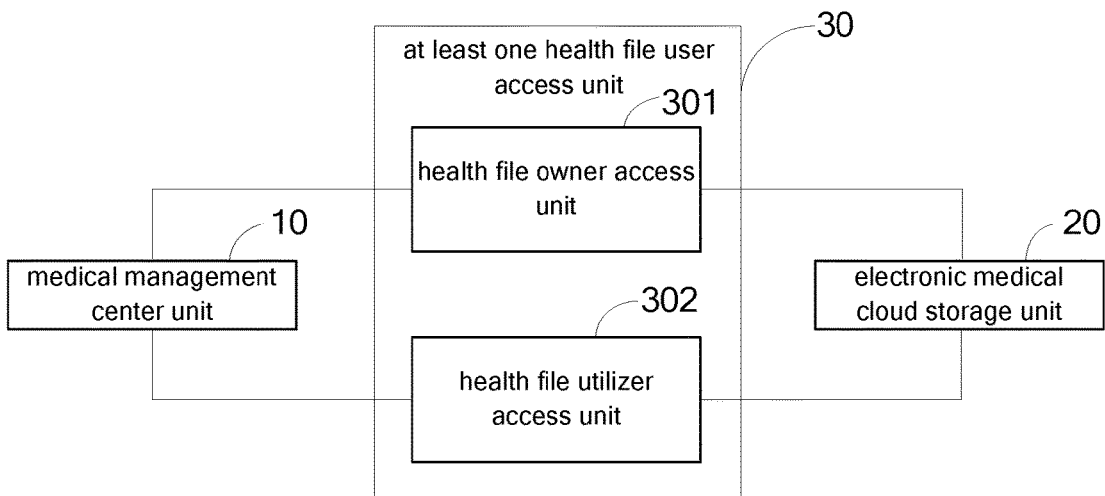 30
at least one health file user
access unit
301
health file owner access
unit
10
medical management
center unit
20
electronic medical
cloud storage unit
302
health file utilizer
access unit